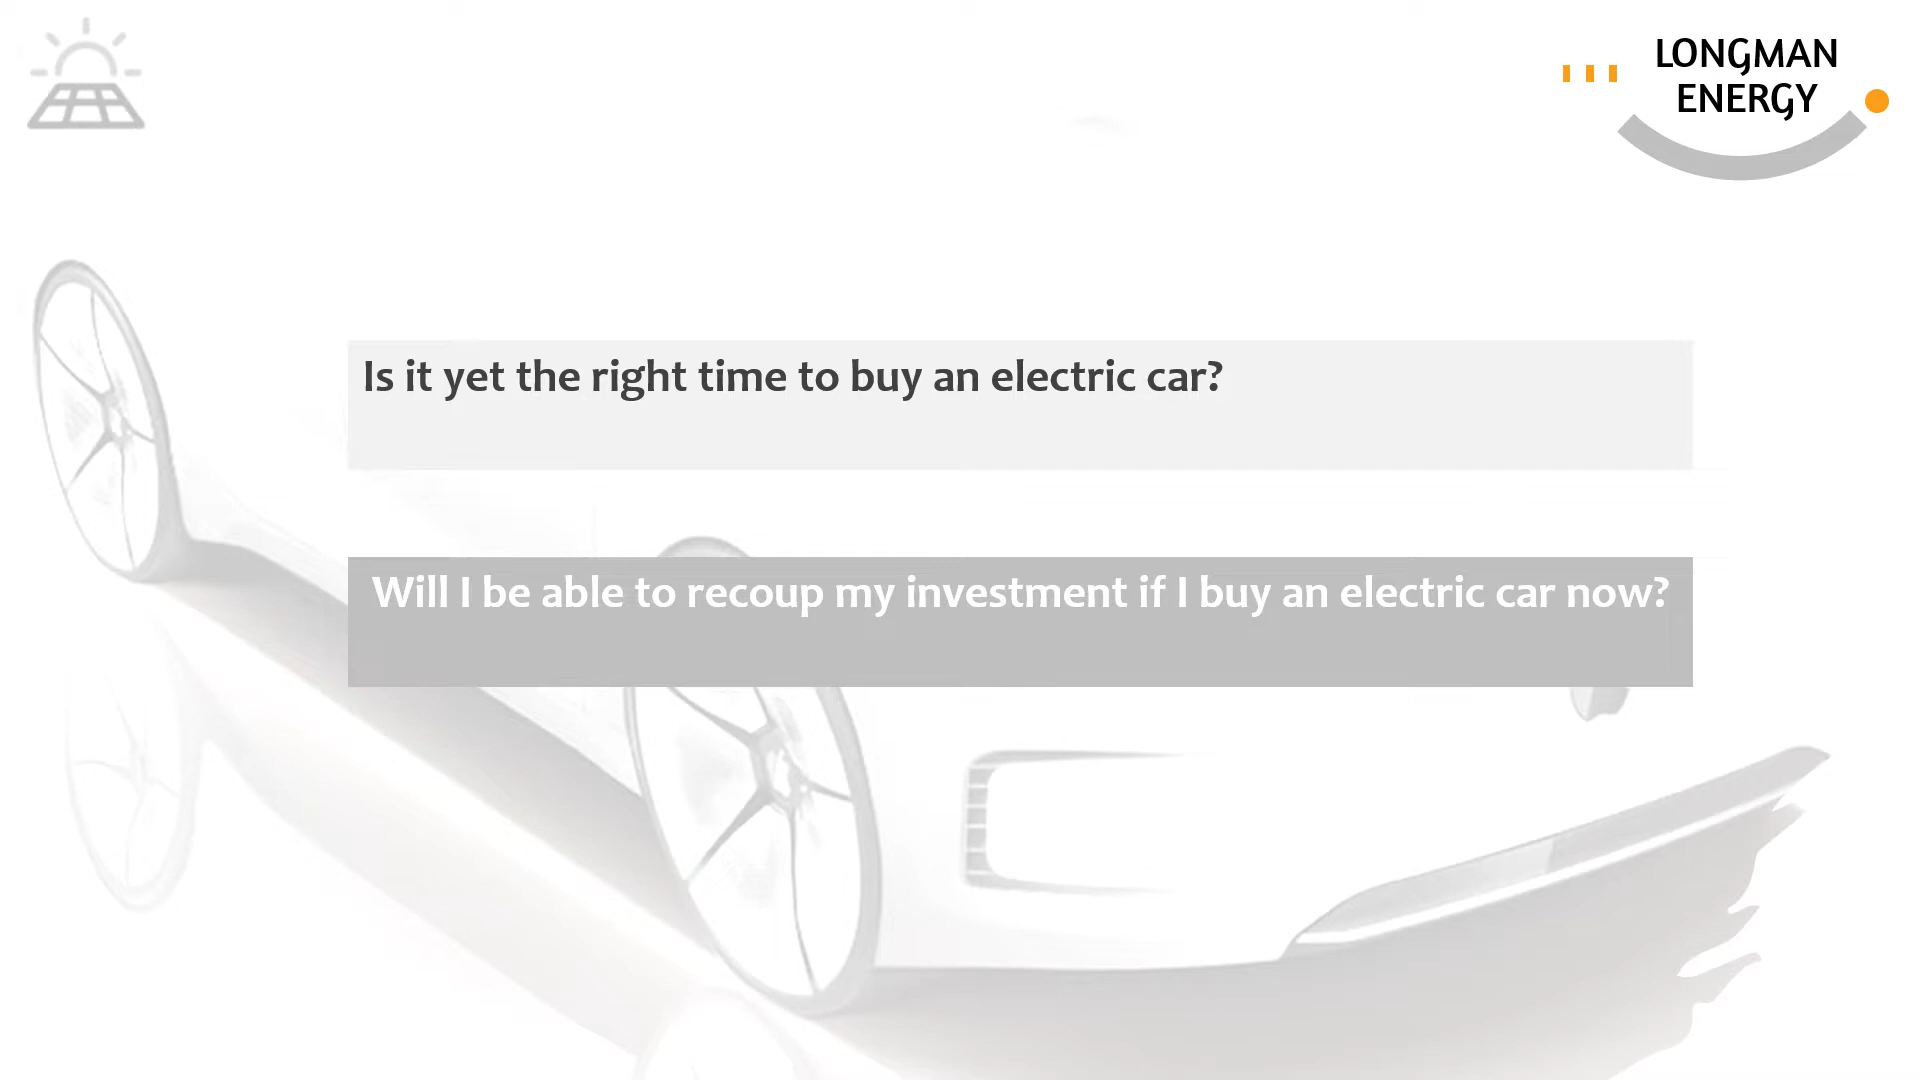 LONGMAN
ENERGY
Is it yet the right time to buy an electric car?
Will I be able to recoup my investment if I buy an electric car now?